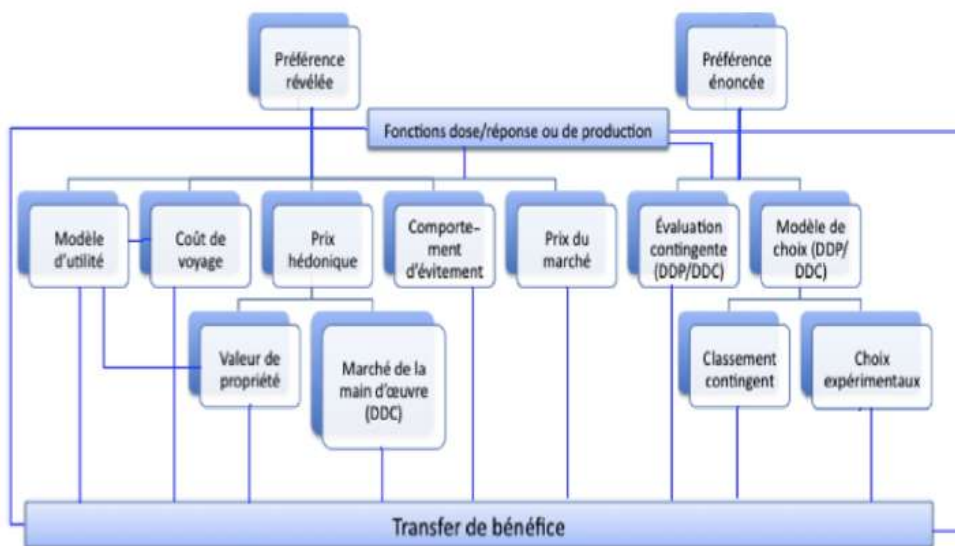 Préférence
révélée
Préférence
énoncée
Fonctions dose/réponse ou de production
Modèle
d'utilité
Coût de
voyage
Prix
hédonique
Comporte-
ment
d'évitement
Prix du
marché
Évaluation
contingente
(DDP/DDC)
Modèle de
choix (DDP/
DDC)
Valeur de
propriété
Marché de la
main d'œuvre
(DDC)
Classement
contingent
Choix
expérimentaux
Transfer de bénéfice